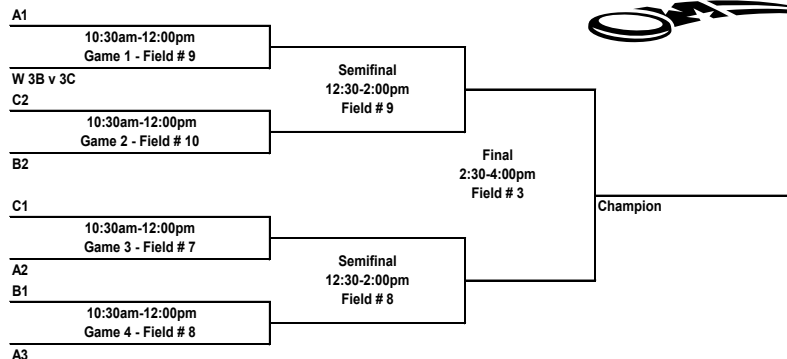 A1
10:30am-12:00pm
Game 1 - Field # 9
W 3B v 3C
C2
10:30am-12:00pm
Game 2 - Field # 10
B2
Semifinal
12:30-2:00pm
Field # 9
C1
10:30am-12:00pm
Game 3 - Field # 7
A2
B1
10:30am-12:00pm
Game 4 - Field # 8
A3
Semifinal
12:30-2:00pm
Field # 8
Final
2:30-4:00pm
Field # 3
Champion